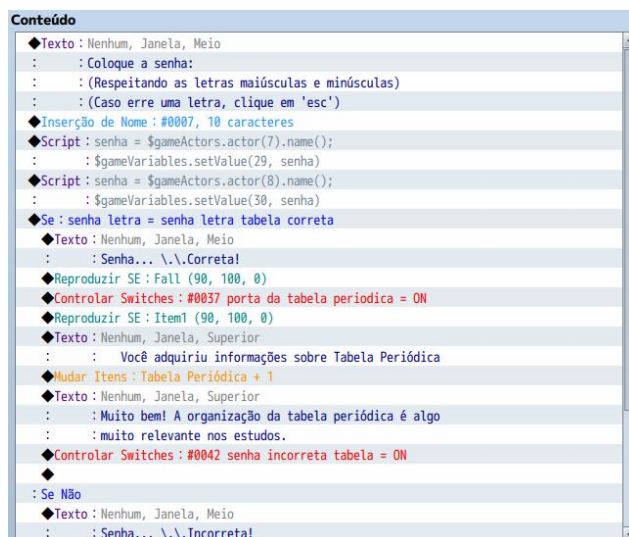 Conteúdo
◆Texto：Nenhum, Janela, Meio
：　　：Coloque a senha:
：　　：(Respeitando as letras maiúsculas e minúsculas)
：　　：(Caso erre uma letra, clique em 'esc')
◆Inserção de Nome：#0007, 10 caracteres
◆Script：senha = $gameActors.actor(7).name();
：　　：$gameVariables.setValue(29, senha)
◆Script：senha = $gameActors.actor(8).name();
：　　：$gameVariables.setValue(30, senha)
◆Se：senha letra = senha letra tabela correta
◆Texto：Nenhum, Janela, Meio
：　　：Senha... \.\.Correta!
◆Reproduzir SE：Fall (90, 100, 0)
◆Controlar Switches：#0037 porta da tabela periodica = ON
◆Reproduzir SE：Item1 (90, 100, 0)
◆Texto：Nenhum, Janela, Superior
：　　：　Você adquiriu informações sobre Tabela Periódica
◆Mudar Itens：Tabela Periódica + 1
◆Texto：Nenhum, Janela, Superior
：　　：Muito bem! A organização da tabela periódica é algo
：　　：muito relevante nos estudos.
◆Controlar Switches：#0042 senha incorreta tabela = ON
◆
：Se Não
◆Texto：Nenhum, Janela, Meio
：　　：Senha... \.\.Incorreta!